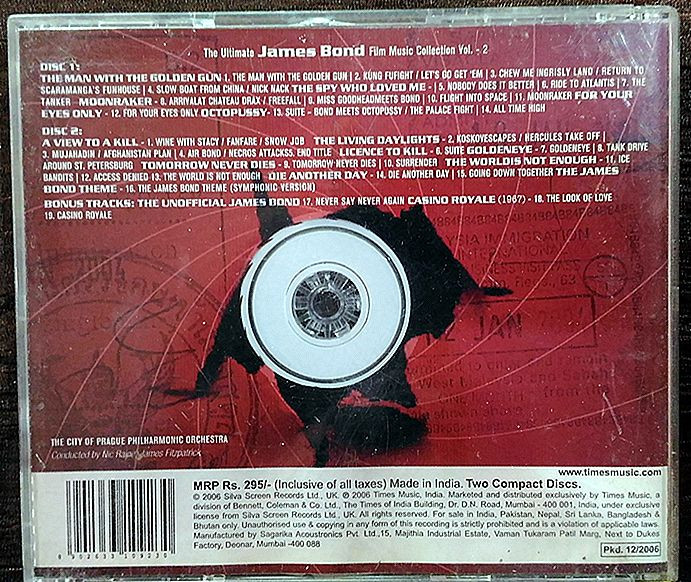 The Ultimate James Bond Film Music Collection Vol. - 2
DISC 1:
THE MAN WITH THE GOLDEN GUN 1. THE MAN WITH THE GOLDEN GUN | 2. KUNG FUFIGHT / LET'S GO GET 'EM | 3. CHEW ME INGRISLY LAND / RETURN TO
SCARAMANGA'S FUNHOUSE | 4. SLOW BOAT FROM CHINA / NICK NACK THE SPY WHO LOVED ME - 5. NOBODY DOES IT BETTER | 6. RIDE TO ATLANTIS | 7. THE
TANKER MOONRAKER - 8. ARRIVALAT CHATEAU DRAX / FREEFALL | 9. MISS GOODHEADMEETS BOND | 10. FLIGHT INTO SPACE | 11. MOONRAKER FOR YOUR
EYES ONLY - 12. FOR YOUR EYES ONLY OCTOPUSSY- 13. SUITE - BOND MEETS OCTOPUSSY / THE PALACE FIGHT | 14. ALL TIME HIGH
DISC 2:
A VIEW TO A KILL - 1. WINE WITH STACY / FANFARE / SNOW JOB THE LIVING DAYLIGHTS - 2. KOSKOVESCAPES / HERCULES TAKE OFF |
3. MUJAHADIN / AFGHANISTAN PLAN | 4. AIR BOND / NECROS ATTACKS5. END TITLE LICENCE TO KILL - 6. SUITE GOLDENEYE - 7. GOLDENEYE | 8. TANK DRIVE
AROUND ST. PETERSBURG TOMORROW NEVER DIES - 9. TOMORROW NEVER DIES | 10. SURRENDER THE WORLDIS NOT ENOUGH - 11. ICE
BANDITS | 12. ACCESS DENIED 13. THE WORLD IS NOT ENOUGH DIE ANOTHER DAY - 14. DIE ANOTHER DAY | 15. GOING DOWN TOGETHER THE JAMES
BOND THEME - 16. THE JAMES BOND THEME (SYMPHONIC VERSION)
BONUS TRACKS: THE UNOFFICIAL JAMES BOND 17. NEVER SAY NEVER AGAIN CASINO ROYALE (1967) - 18. THE LOOK OF LOVE
19. CASINO ROYALE
IMMIGRATION
JAN
THE CITY OF PRAGUE PHILHARMONIC ORCHESTRA
Conducted by Nic Raine, James Fitzpatrick
www.timesmusic.com
MRP Rs. 295/- (Inclusive of all taxes) Made in India. Two Compact Discs.
© 2006 Silva Screen Records Ltd., UK. ℗ 2006 Times Music, India. Marketed and distributed exclusively by Times Music, a
division of Bennett, Coleman & Co. Ltd., The Times of India Building, Dr. D.N. Road, Mumbai - 400 001, India, under exclusive
license from Silva Screen Records Ltd., UK. All rights reserved. For sale in India, Pakistan, Nepal, Sri Lanka, Bangladesh &
Bhutan only. Unauthorised use & copying in any form of this recording is strictly prohibited and is a violation of applicable laws.
Manufactured by Sagarika Acoustronics Pvt. Ltd.,15, Majithia Industrial Estate, Vaman Tukaram Patil Marg, Next to Dukes
Factory, Deonar, Mumbai -400 088
Pkd. 12/2006
8 902633 109230